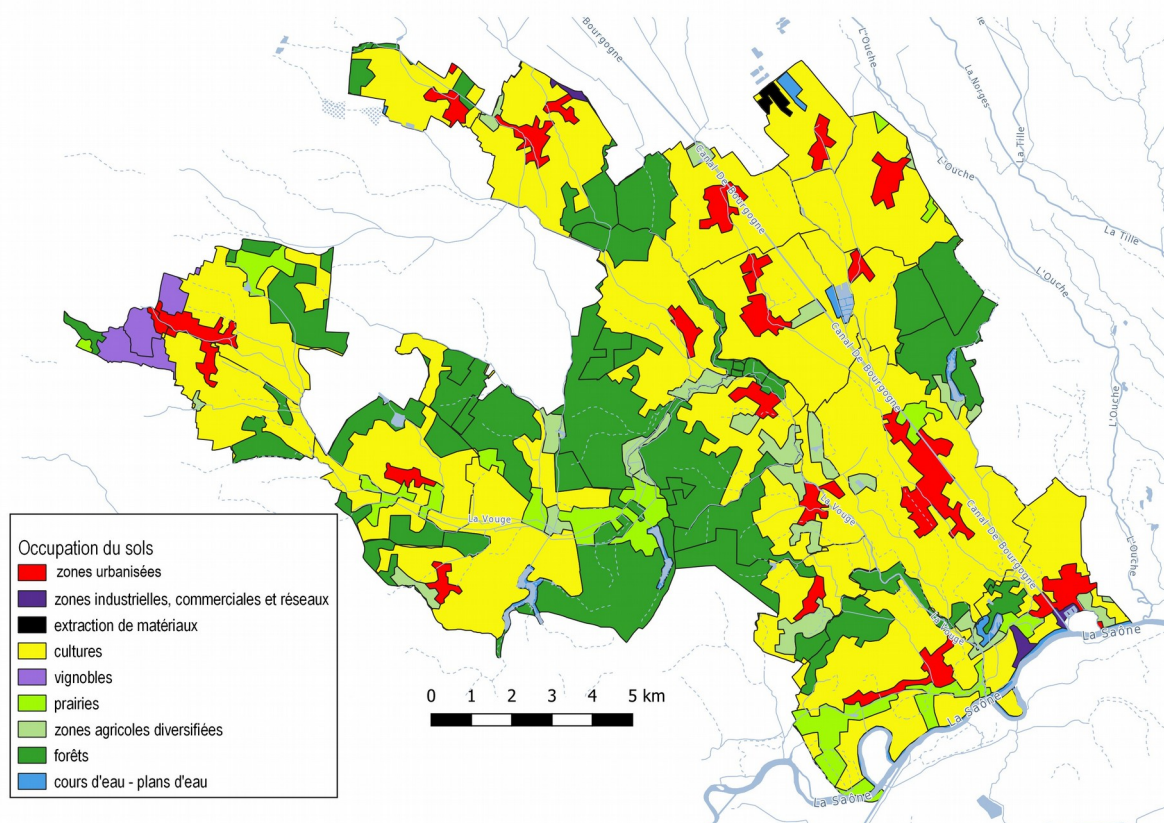 Bourgogne
L'Ouche
La Norges
La Tille
L'Ouche
La Tille
L'Ouche
L'Ouche
L'Ouche
Canal De Bourgogne
Canal De Bourgogne
Canal De Bourgogne
La Vouge
La Vouge
La Vouge
La Saône
La Saône
La Saône
0 1 2 3 4 5 km
Occupation du sols
zones urbanisées
zones industrielles, commerciales et réseaux
extraction de matériaux
cultures
vignobles
prairies
zones agricoles diversifiées
forêts
cours d'eau - plans d'eau